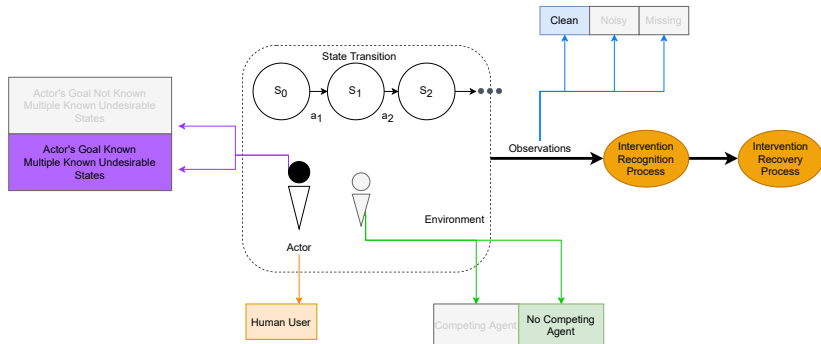 Clean
Noisy
Missing
State Transition
S0
S1
S2
a1
a2
Actor's Goal Not Known
Multiple Known Undesirable
States
Actor's Goal Known
Multiple Known Undesirable
States
Observations
Intervention
Recognition
Process
Intervention
Recovery
Process
Environment
Actor
Human User
Competing Agent
No Competing
Agent